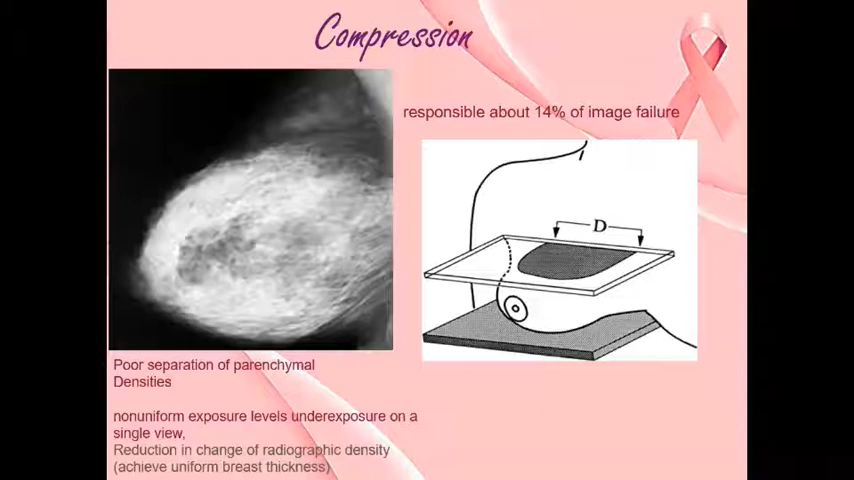 Compression
responsible about 14% of image failure
D
Poor separation of parenchymal
Densities
nonuniform exposure levels underexposure on a
single view,
Reduction in change of radiographic density
(achieve uniform breast thickness)